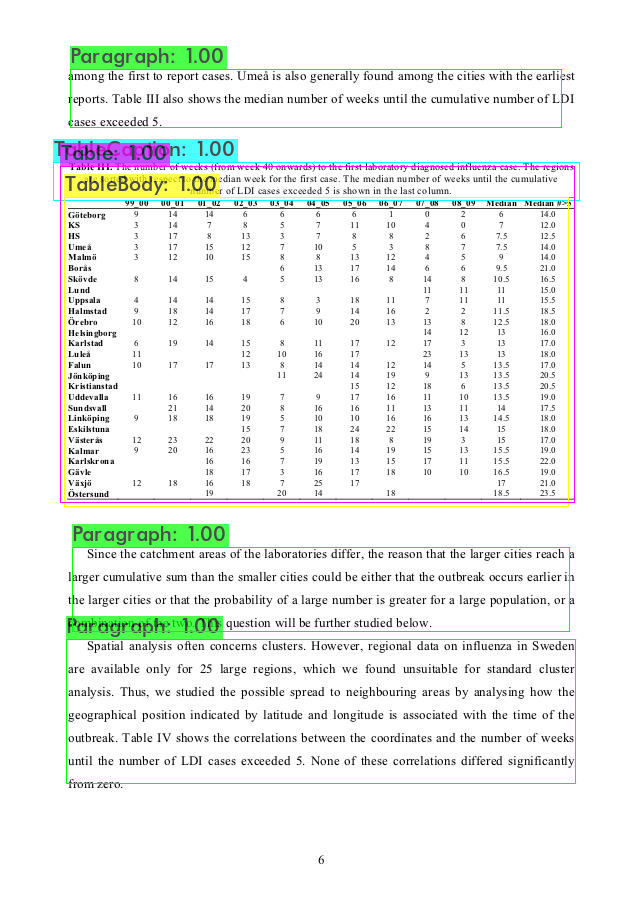 Paragraph: 1.00
among the first to report cases. Umeå is also generally found among the cities with the earliest
reports. Table III also shows the median number of weeks until the cumulative number of LDI
cases exceeded 5.
TableCaption: 1.00
Table: 1.00
Table III. The number of weeks (from week 40 onwards) to the first laboratory diagnosed influenza case. The regions
TableBody: 1.00
median week for the first case. The median number of weeks until the cumulative
number of LDI cases exceeded 5 is shown in the last column.
99_00 00_01 01_02 02_03 03_04 04_05 05_06 06_07 07_08 08_09 Median Median #>5
Göteborg 9 14 14 6 6 6 6 1 0 2 6 14.0
KS 3 14 7 8 5 7 11 10 4 0 7 12.0
HS 3 17 8 13 3 7 8 8 2 6 7.5 12.5
Umeå 3 17 15 12 7 10 5 3 8 7 7.5 14.0
Malmö 3 12 10 15 8 8 13 12 4 5 9 14.0
Borås 6 13 17 14 6 6 9.5 21.0
Skövde 8 14 15 4 5 13 16 8 14 8 10.5 16.5
Lund 11 11 11 15.0
Uppsala 4 14 14 15 8 3 18 11 7 11 11 15.5
Halmstad 9 18 14 17 7 9 14 16 2 2 11.5 18.5
Örebro 10 12 16 18 6 10 20 13 13 8 12.5 18.0
Helsingborg 14 12 13 16.0
Karlstad 6 19 14 15 8 11 17 12 17 3 13 17.0
Luleå 11 12 10 16 17 23 13 13 18.0
Falun 10 17 17 13 8 14 14 12 14 5 13.5 17.0
Jönköping 11 24 14 19 9 13 13.5 20.5
Kristianstad 15 12 18 6 13.5 20.5
Uddevalla 11 16 16 19 7 9 17 16 11 10 13.5 19.0
Sundsvall 21 14 20 8 16 16 11 13 11 14 17.5
Linköping 9 18 18 19 5 10 10 16 16 13 14.5 18.0
Eskilstuna 15 7 18 24 22 15 14 15 18.0
Västerås 12 23 22 20 9 11 18 8 19 3 15 17.0
Kalmar 9 20 16 23 5 16 14 19 15 13 15.5 19.0
Karlskrona 16 16 7 19 13 15 17 11 15.5 22.0
Gävle 18 17 3 16 17 18 10 10 16.5 19.0
Växjö 12 18 16 18 7 25 17 17 21.0
Östersund 19 20 14 18 18.5 23.5
Paragraph: 1.00
Since the catchment areas of the laboratories differ, the reason that the larger cities reach a
larger cumulative sum than the smaller cities could be either that the outbreak occurs earlier in
the larger cities or that the probability of a large number is greater for a large population, or a
Paragraph: 1.00
question will be further studied below.
Spatial analysis often concerns clusters. However, regional data on influenza in Sweden
are available only for 25 large regions, which we found unsuitable for standard cluster
analysis. Thus, we studied the possible spread to neighbouring areas by analysing how the
geographical position indicated by latitude and longitude is associated with the time of the
outbreak. Table IV shows the correlations between the coordinates and the number of weeks
until the number of LDI cases exceeded 5. None of these correlations differed significantly
from zero.
6